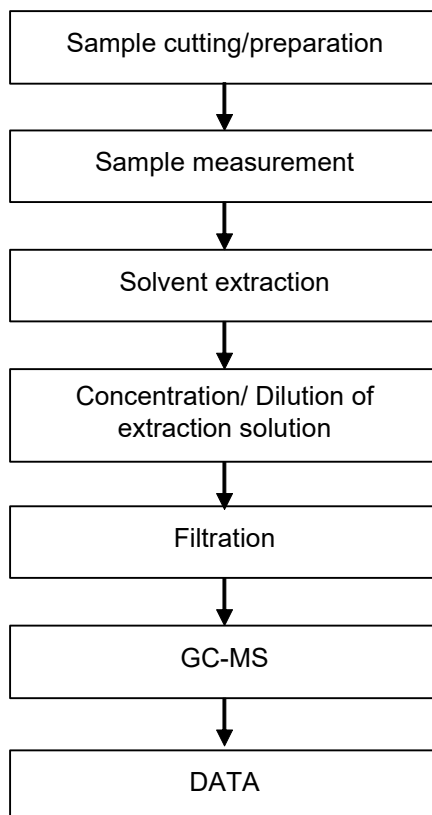 Sample cutting/preparation
Sample measurement
Solvent extraction
Concentration/ Dilution of
extraction solution
Filtration
GC-MS
DATA